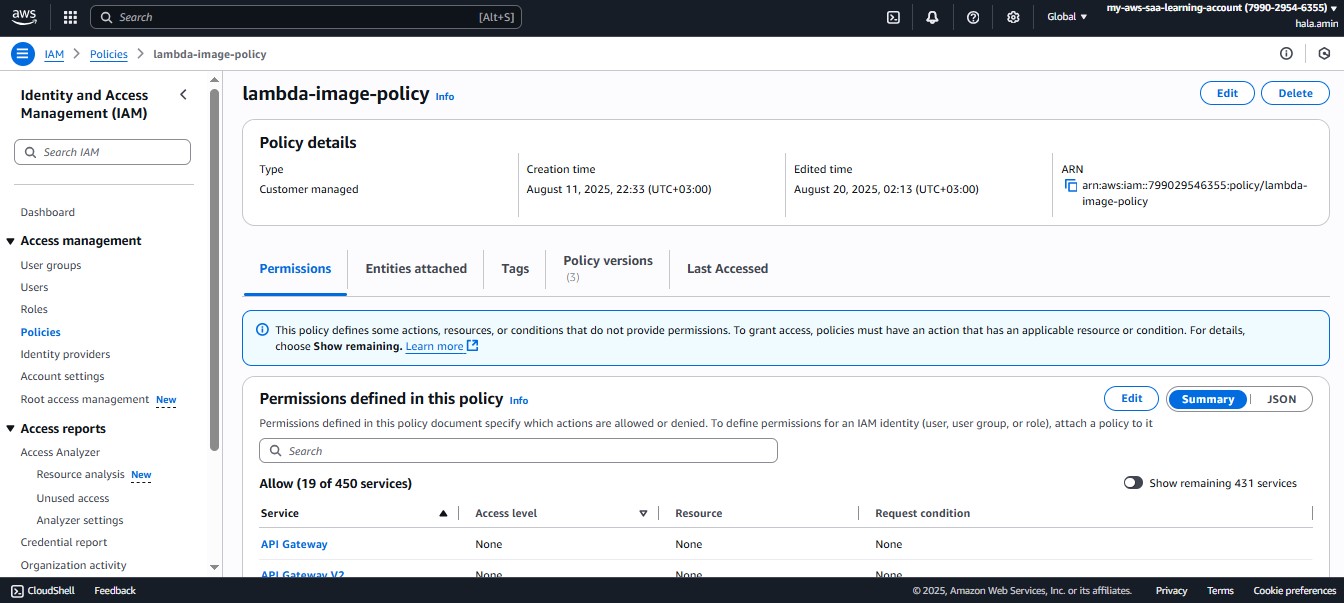 aws
Search
[Alt+S]
Global
my-aws-saa-learning-account (7990-2954-6355)
hala.amin
IAM
Policies
lambda-image-policy
Identity and Access
Management (IAM)
Search IAM
Dashboard
Access management
User groups
Users
Roles
Policies
Identity providers
Account settings
Root access management New
Access reports
Access Analyzer
Resource analysis New
Unused access
Analyzer settings
Credential report
Organization activity
lambda-image-policy Info
Edit
Delete
Policy details
Type
Customer managed
Creation time
August 11, 2025, 22:33 (UTC+03:00)
Edited time
August 20, 2025, 02:13 (UTC+03:00)
ARN
arn:aws:iam::799029546355:policy/lambda-
image-policy
Permissions
Entities attached
Tags
Policy versions
(3)
Last Accessed
This policy defines some actions, resources, or conditions that do not provide permissions. To grant access, policies must have an action that has an applicable resource or condition. For details,
choose Show remaining. Learn more
Permissions defined in this policy Info
Edit
Summary
JSON
Permissions defined in this policy document specify which actions are allowed or denied. To define permissions for an IAM identity (user, user group, or role), attach a policy to it
Search
Allow (19 of 450 services)
Show remaining 431 services
Service Access level Resource Request condition
API Gateway None None None
API Gateway V2 None None None
CloudShell Feedback
© 2025, Amazon Web Services, Inc. or its affiliates. Privacy Terms Cookie preferences